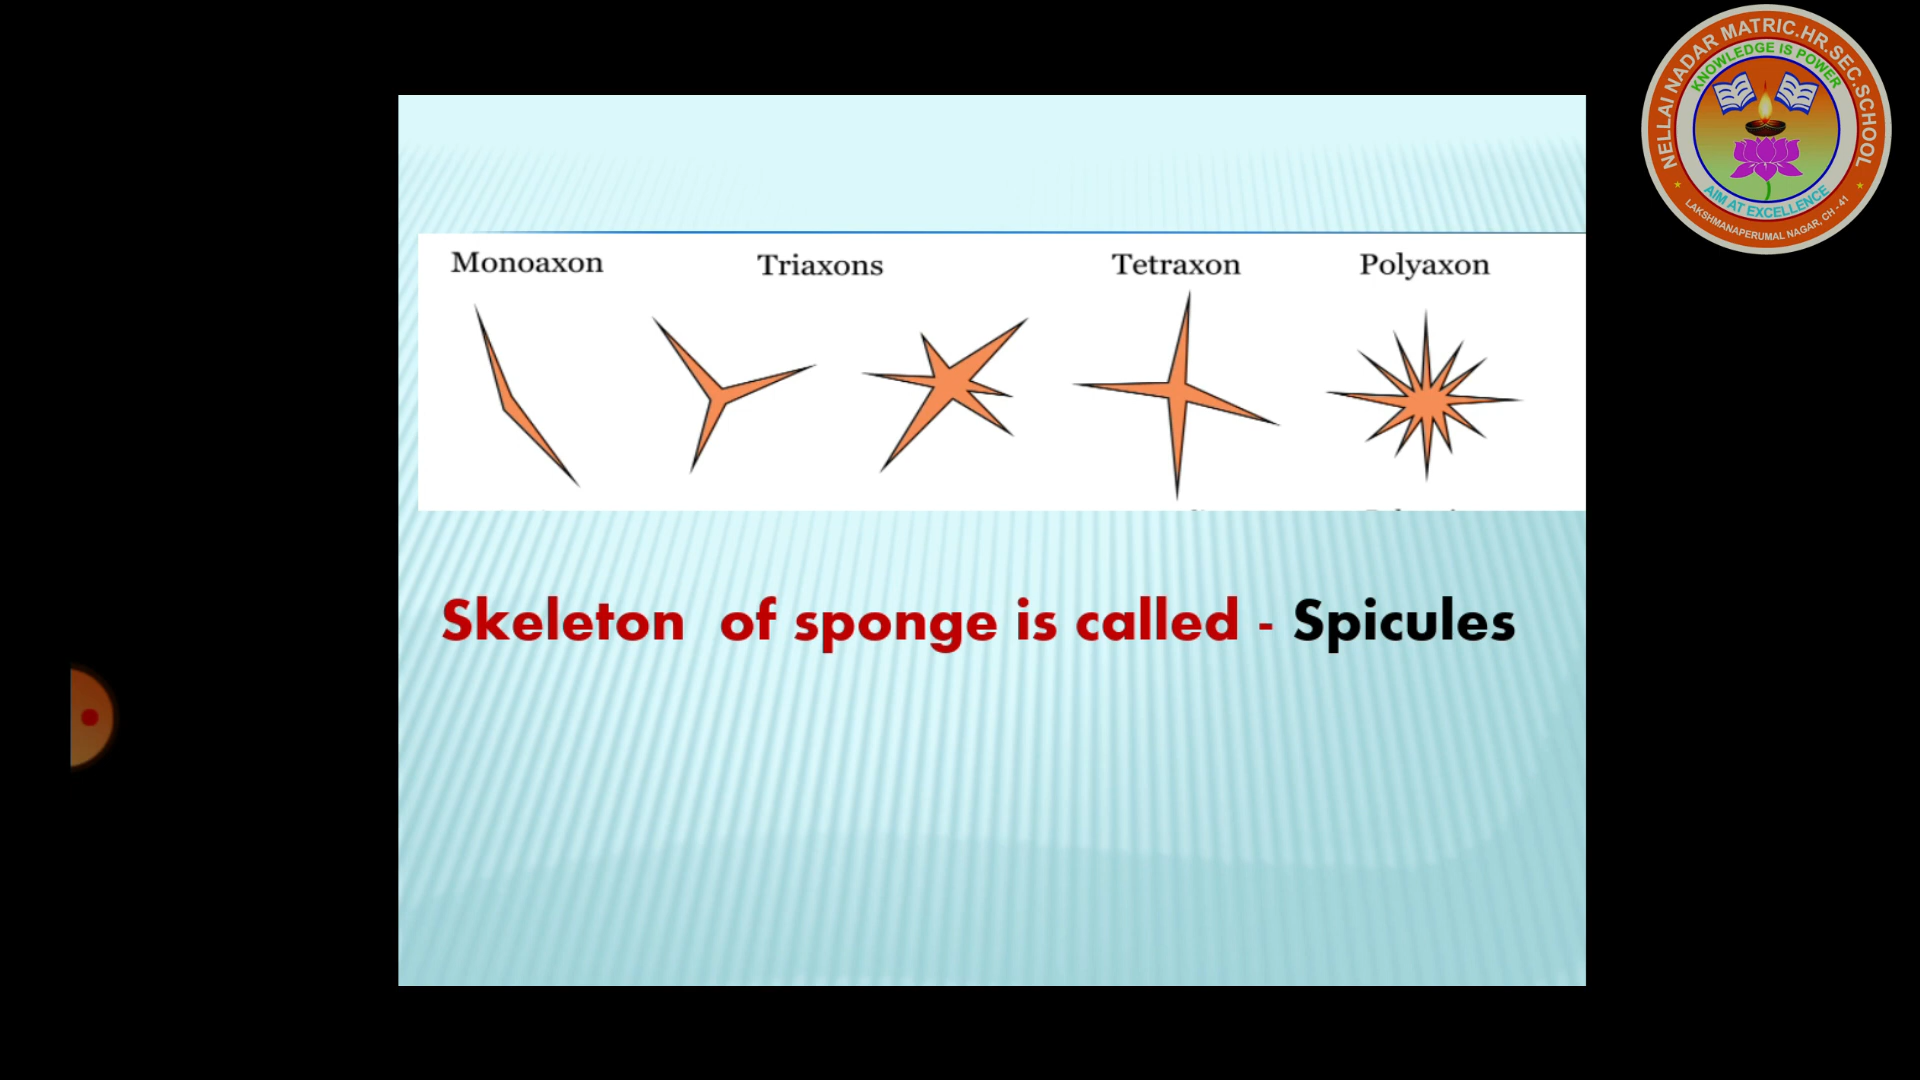 NELLAI NADAR MATRIC.HR.SEC.SCHOOL
KNOWLEDGE IS POWER
AIM AT EXCELLENCE
LAKSHMANAPERUMAL NAGAR, CH - 41
Monoaxon Triaxons Tetraxon Polyaxon
Skeleton of sponge is called - Spicules